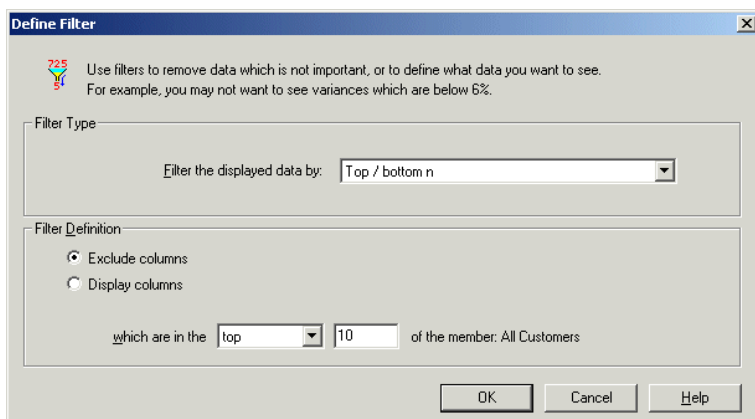 Define Filter
725
5
Use filters to remove data which is not important, or to define what data you want to see.
For example, you may not want to see variances which are below 6%.
Filter Type
Filter the displayed data by: Top / bottom n
Filter Definition
Exclude columns
Display columns
which are in the top 10 of the member: All Customers
OK Cancel Help